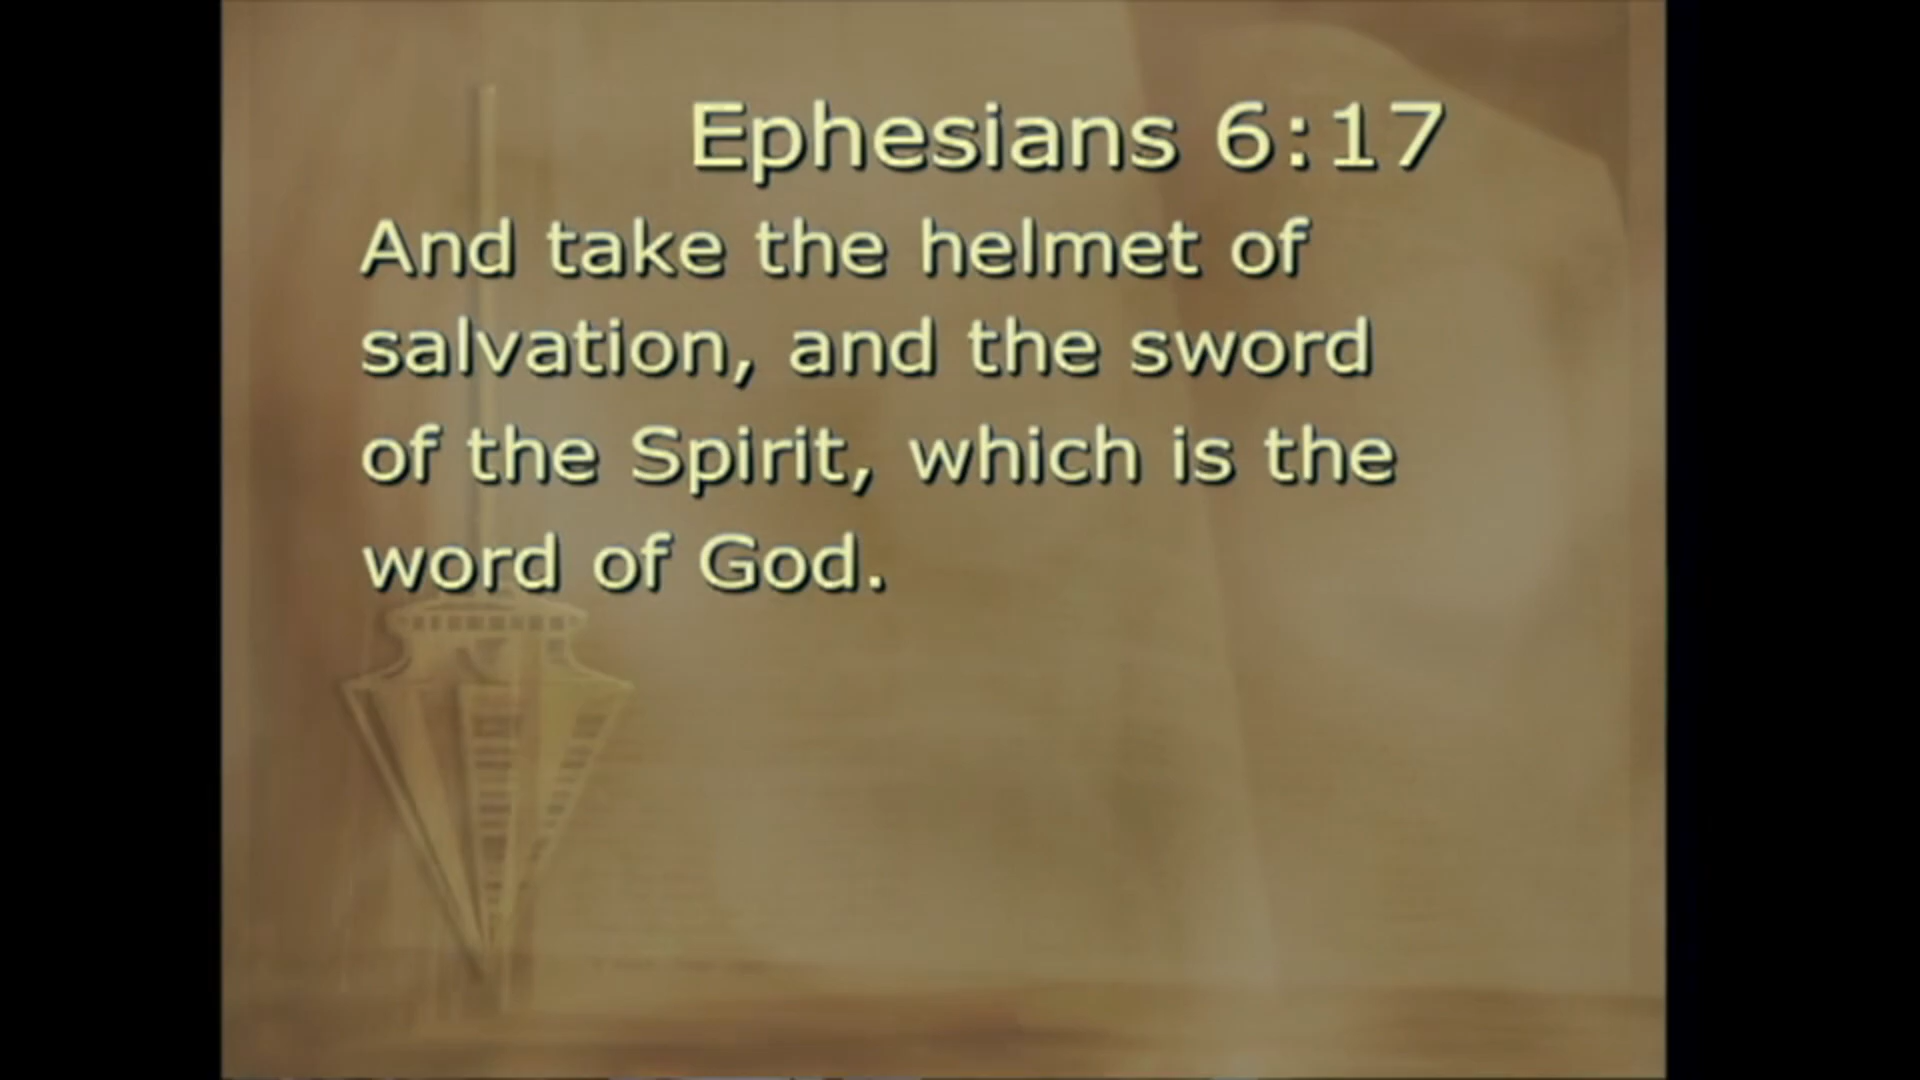 Ephesians 6:17
And take the helmet of
salvation, and the sword
of the Spirit, which is the
word of God.